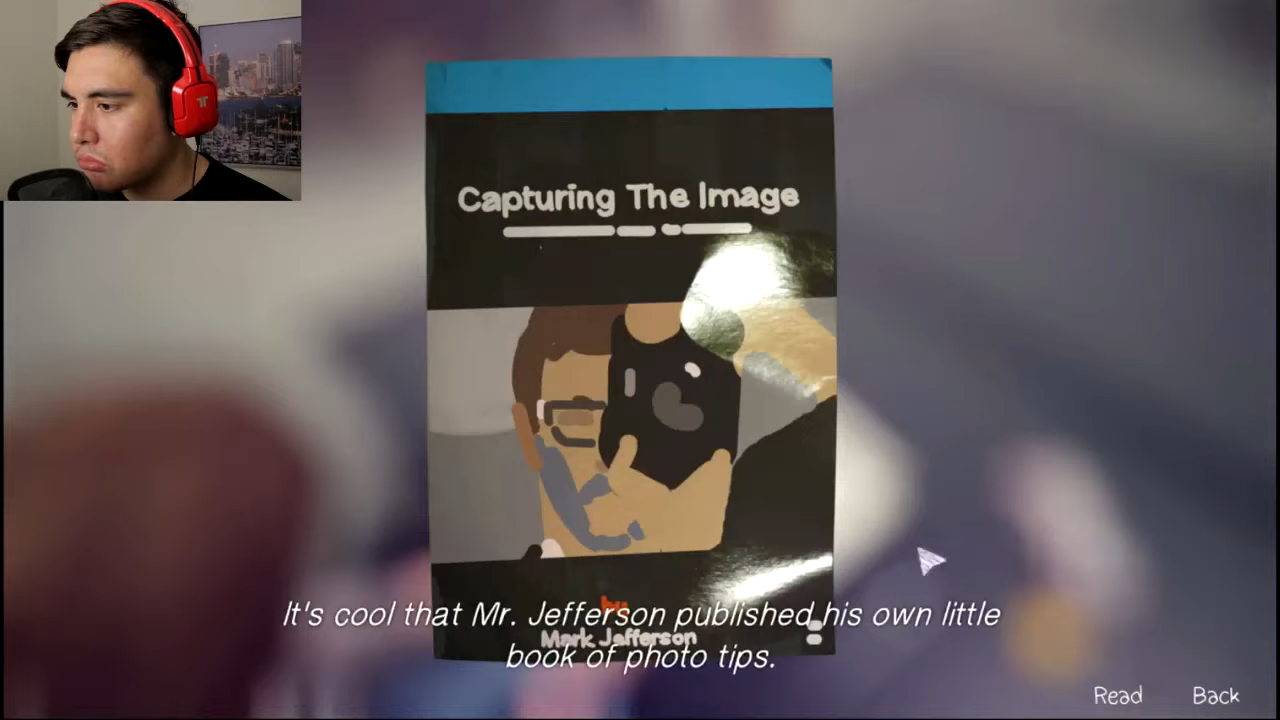 Capturing The Image
by
Mark Jefferson
It's cool that Mr. Jefferson published his own little
book of photo tips.
Read
Back